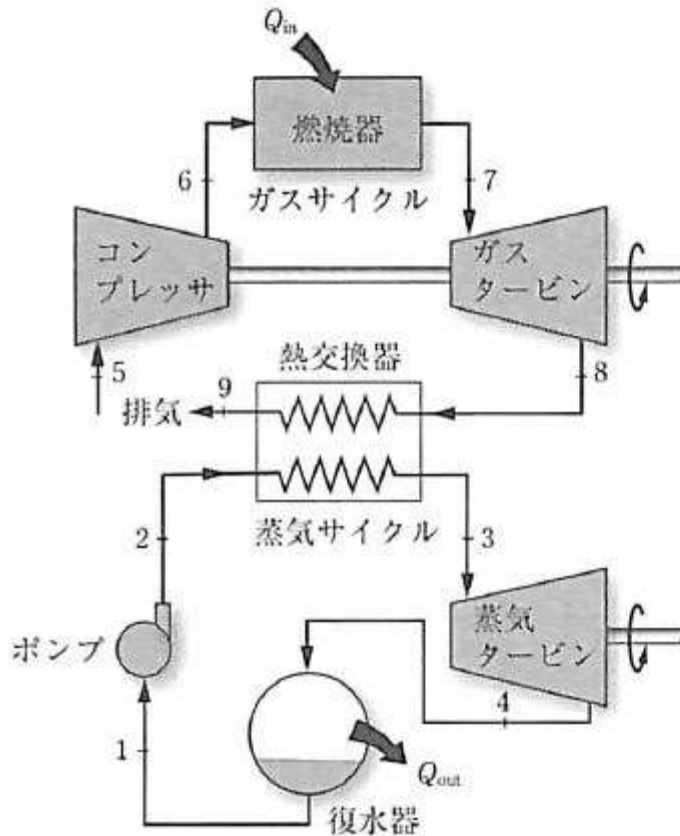 Qin
燃焼器
6
7
ガスサイクル
コン
プレッサ
ガス
タービン
5
熱交換器
8
9
排気
2
蒸気サイクル
3
蒸気
タービン
ポンプ
4
1
Qout
復水器